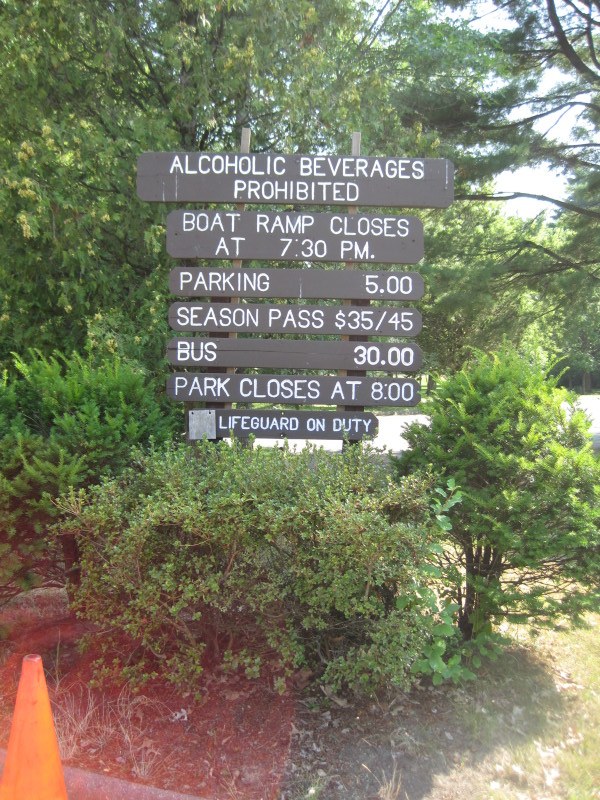 ALCOHOLIC BEVERAGES
PROHIBITED
BOAT RAMP CLOSES
AT 7:30 PM.
PARKING 5.00
SEASON PASS $35/45
BUS 30.00
PARK CLOSES AT 8:00
LIFEGUARD ON DUTY